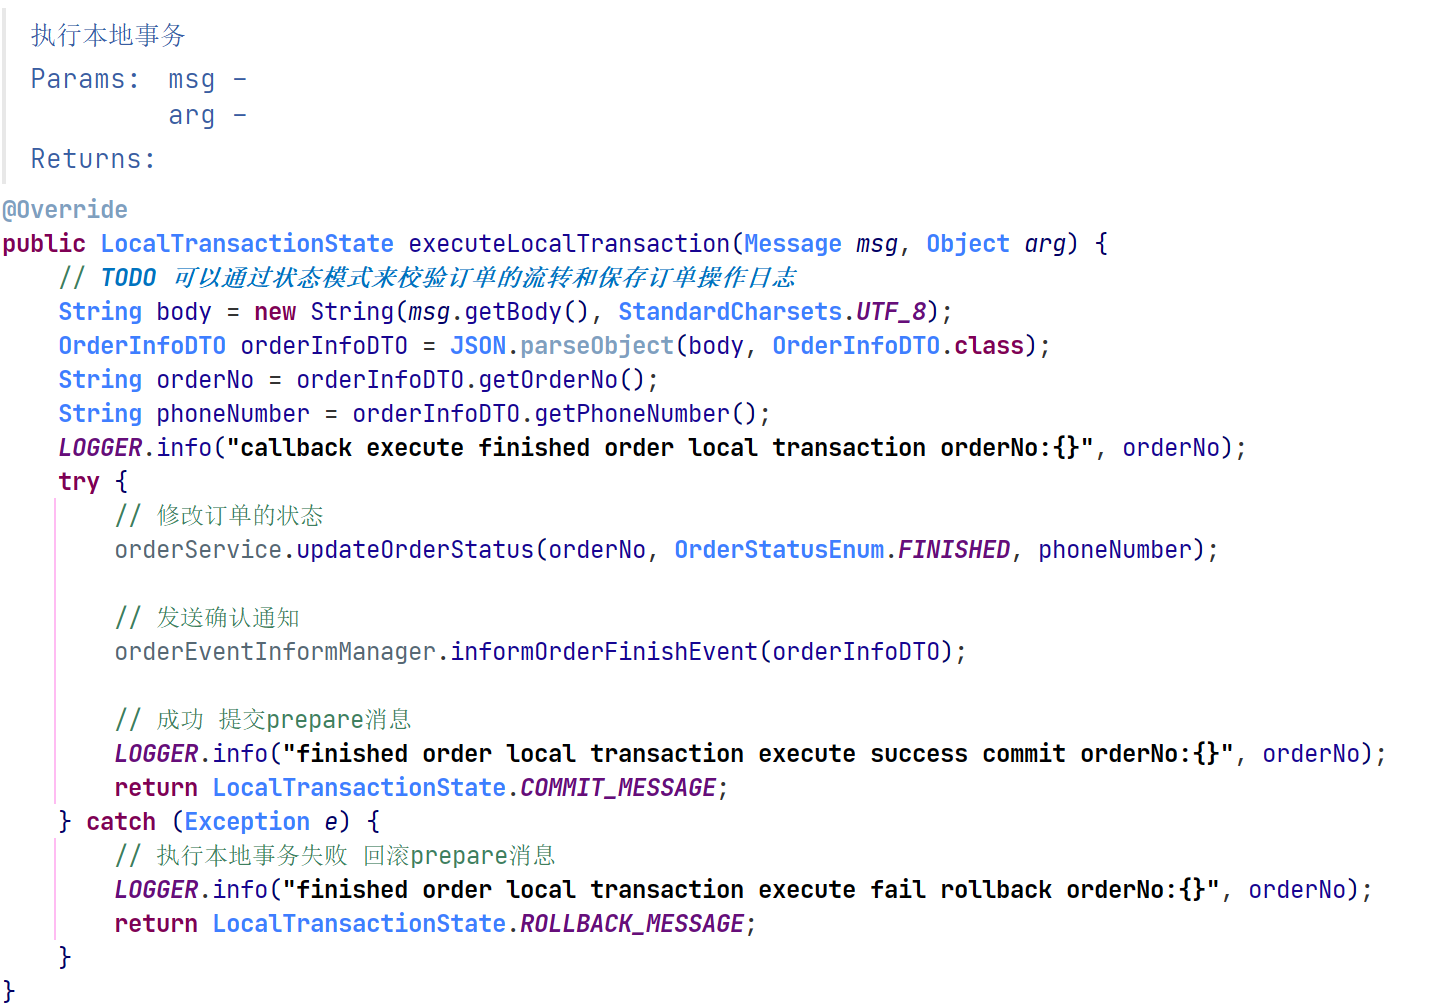 执行本地事务
Params: msg –
arg –
Returns:
@Override
public LocalTransactionState executeLocalTransaction(Message msg, Object arg) {
    // TODO 可以通过状态模式来校验订单的流转和保存订单操作日志
    String body = new String(msg.getBody(), StandardCharsets.UTF_8);
    OrderInfoDTO orderInfoDTO = JSON.parseObject(body, OrderInfoDTO.class);
    String orderNo = orderInfoDTO.getOrderNo();
    String phoneNumber = orderInfoDTO.getPhoneNumber();
    LOGGER.info("callback execute finished order local transaction orderNo:{}", orderNo);
    try {
        // 修改订单的状态
        orderService.updateOrderStatus(orderNo, OrderStatusEnum.FINISHED, phoneNumber);
        // 发送确认通知
        orderEventInformManager.informOrderFinishEvent(orderInfoDTO);
        // 成功 提交prepare消息
        LOGGER.info("finished order local transaction execute success commit orderNo:{}", orderNo);
        return LocalTransactionState.COMMIT_MESSAGE;
    } catch (Exception e) {
        // 执行本地事务失败 回滚prepare消息
        LOGGER.info("finished order local transaction execute fail rollback orderNo:{}", orderNo);
        return LocalTransactionState.ROLLBACK_MESSAGE;
    }
}